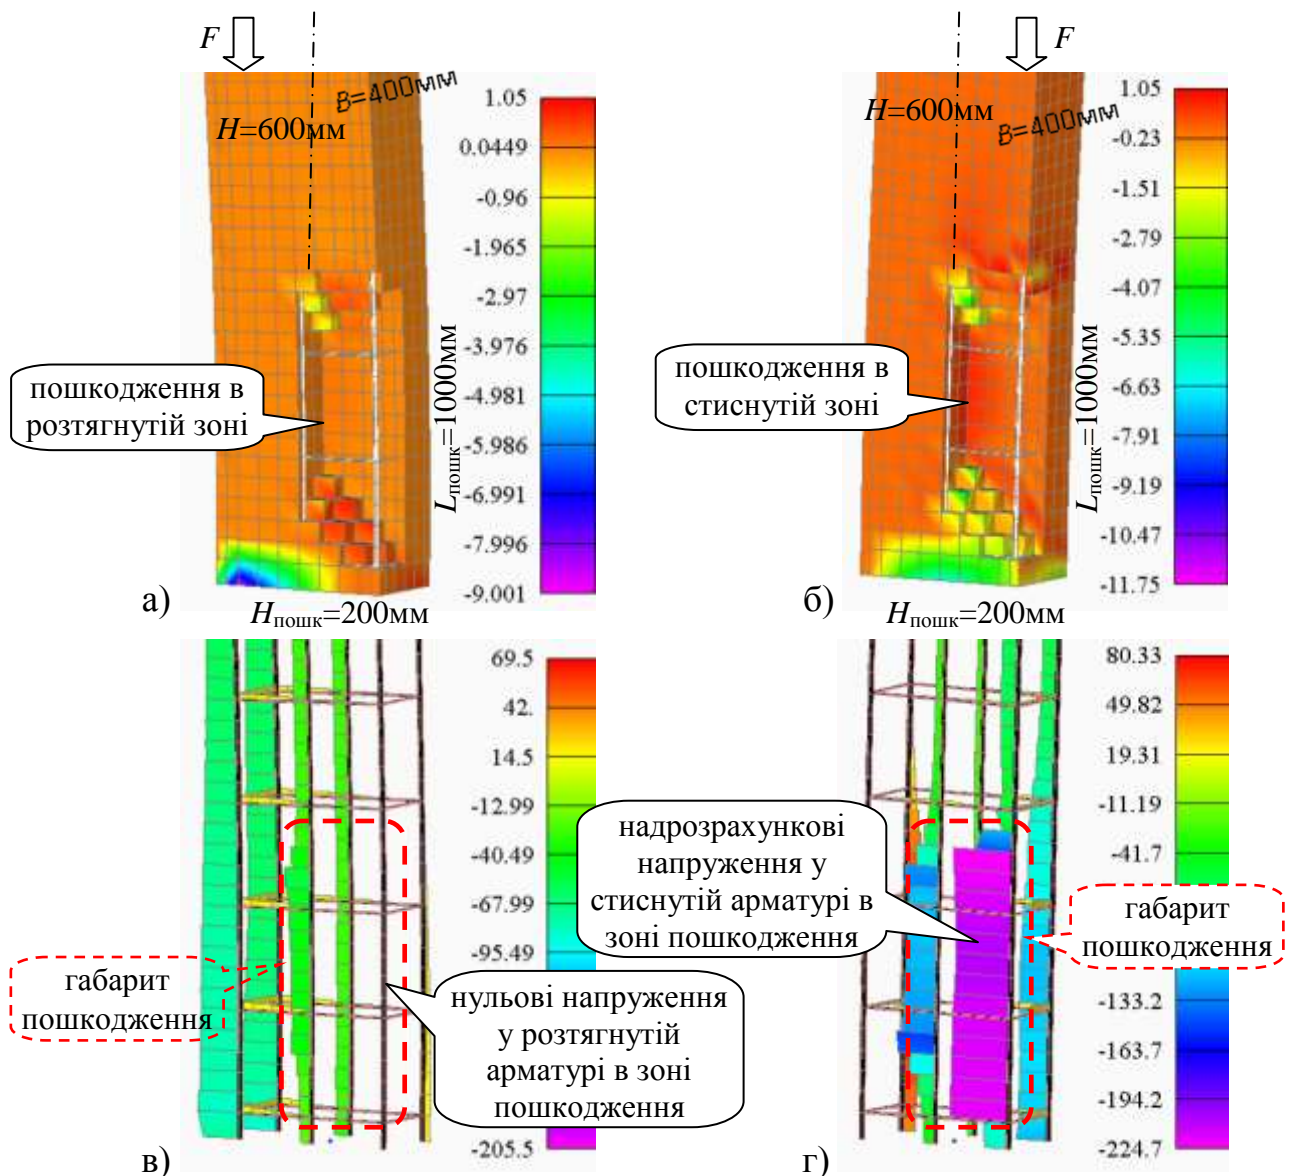 F
B=400мм
H=600мм
1.05
0.0449
-0.96
-1.965
-2.97
-3.976
-4.981
-5.986
-6.991
-7.996
-9.001
пошкодження в
розтягнутій зоні
Lпошк=1000мм
а)
Hпошк=200мм
F
H=600мм
B=400мм
1.05
-0.23
-1.51
-2.79
-4.07
-5.35
-6.63
-7.91
-9.19
-10.47
-11.75
пошкодження в
стиснутій зоні
Lпошк=1000мм
б)
Hпошк=200мм
69.5
42.
14.5
-12.99
-40.49
-67.99
-95.49
-205.5
габарит
пошкодження
нульові напруження
у розтягнутій
арматурі в зоні
пошкодження
в)
80.33
49.82
19.31
-11.19
-41.7
-133.2
-163.7
-194.2
-224.7
надрозрахункові
напруження у
стиснутій арматурі в
зоні пошкодження
габарит
пошкодження
г)